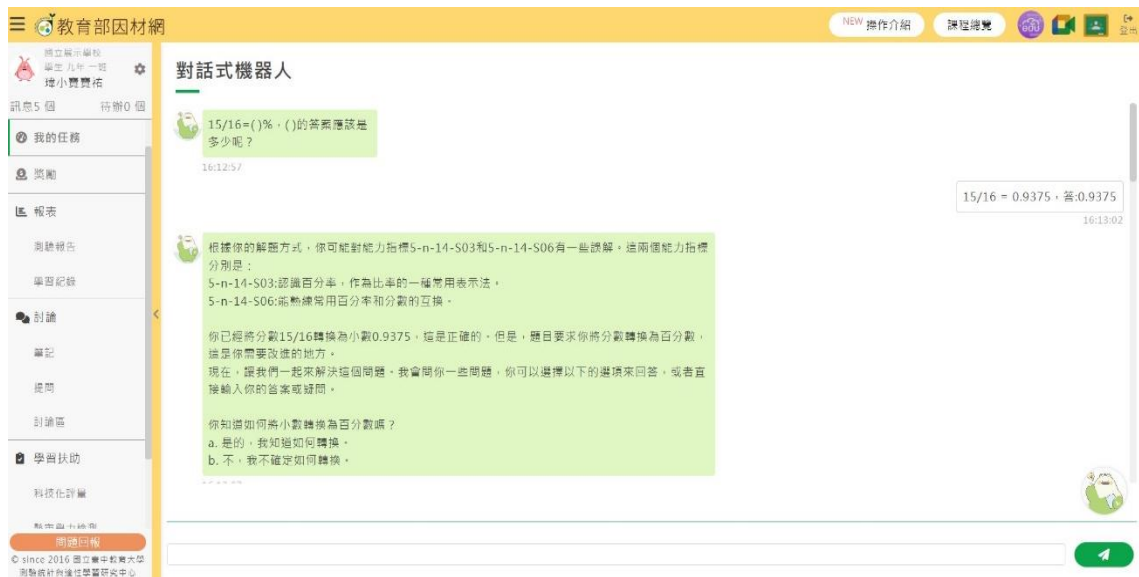 教育部因材網
NEW 操作介紹
課程總覽
登出
國立展示學校
學生 九年 一班
訊息5 個
待辦0 個
我的任務
獎勵
報表
測驗報告
學習紀錄
討論
筆記
提問
討論區
學習扶助
科技化評量
問題回報
© since 2016 國立臺中教育大學
測驗統計與適性學習研究中心
對話式機器人
15/16=( )%,( )的答案應該是
多少呢?
16:12:57
15/16 = 0.9375,答:0.9375
16:13:02
根據你的解題方式,你可能對能力指標5-n-14-S03和5-n-14-S06有一些誤解。這兩個能力指標
分別是:
5-n-14-S03:認識百分率,作為比率的一種常用表示法。
5-n-14-S06:能熟練常用百分率和分數的互換。
你已經將分數15/16轉換為小數0.9375,這是正確的。但是,題目要求你將分數轉換為百分數,
這是你需要改進的地方。
現在,讓我們一起來解決這個問題。我會問你一些問題,你可以選擇以下的選項來回答,或者直
接輸入你的答案或疑問。
你知道如何將小數轉換為百分數嗎?
a. 是的,我知道如何轉換。
b. 不,我不確定如何轉換。